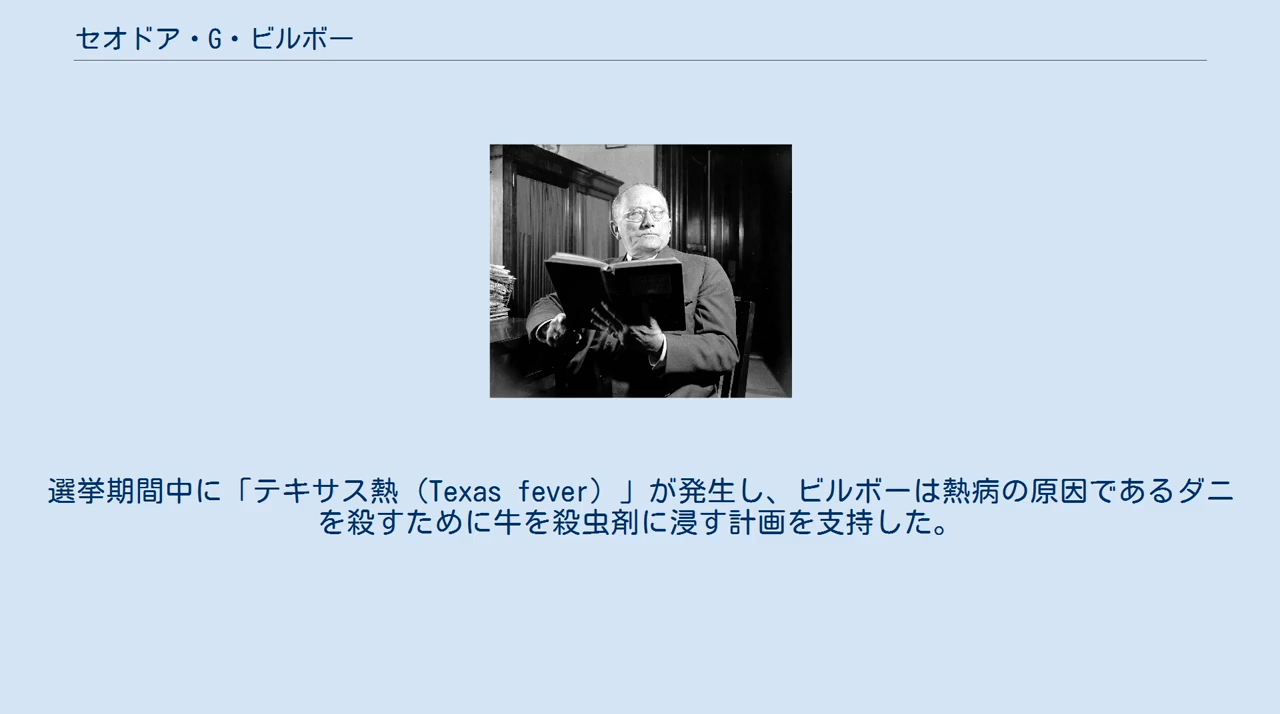 セオドア・G・ビルボー
選挙期間中に「テキサス熱（Texas fever）」が発生し、ビルボーは熱病の原因であるダニ
を殺すために牛を殺虫剤に浸す計画を支持した。